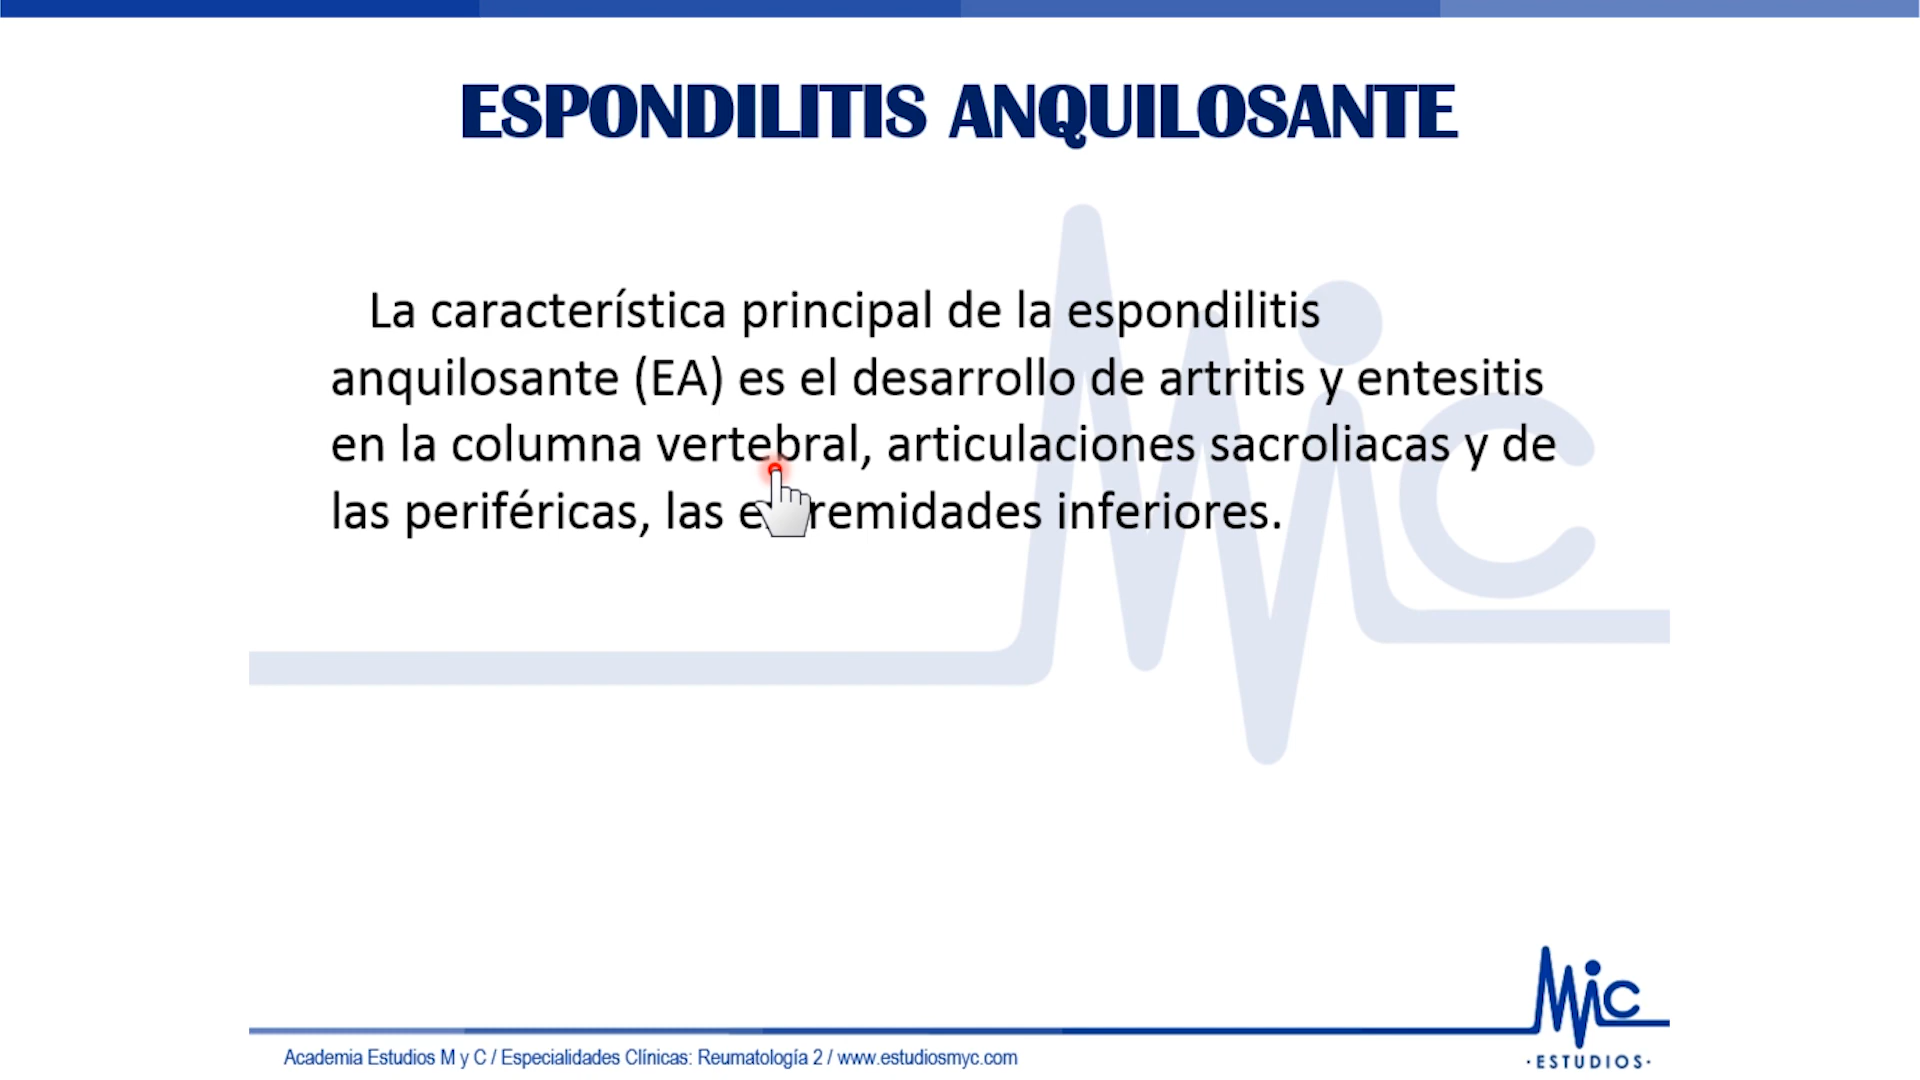 ESPONDILITIS ANQUILOSANTE
La característica principal de la espondilitis
anquilosante (EA) es el desarrollo de artritis y entesitis
en la columna vertebral, articulaciones sacroliacas y de
las periféricas, las extremidades inferiores.
MyC
Academia Estudios M y C / Especialidades Clínicas: Reumatología 2 / www.estudiosmyc.com
MyC
·ESTUDIOS·